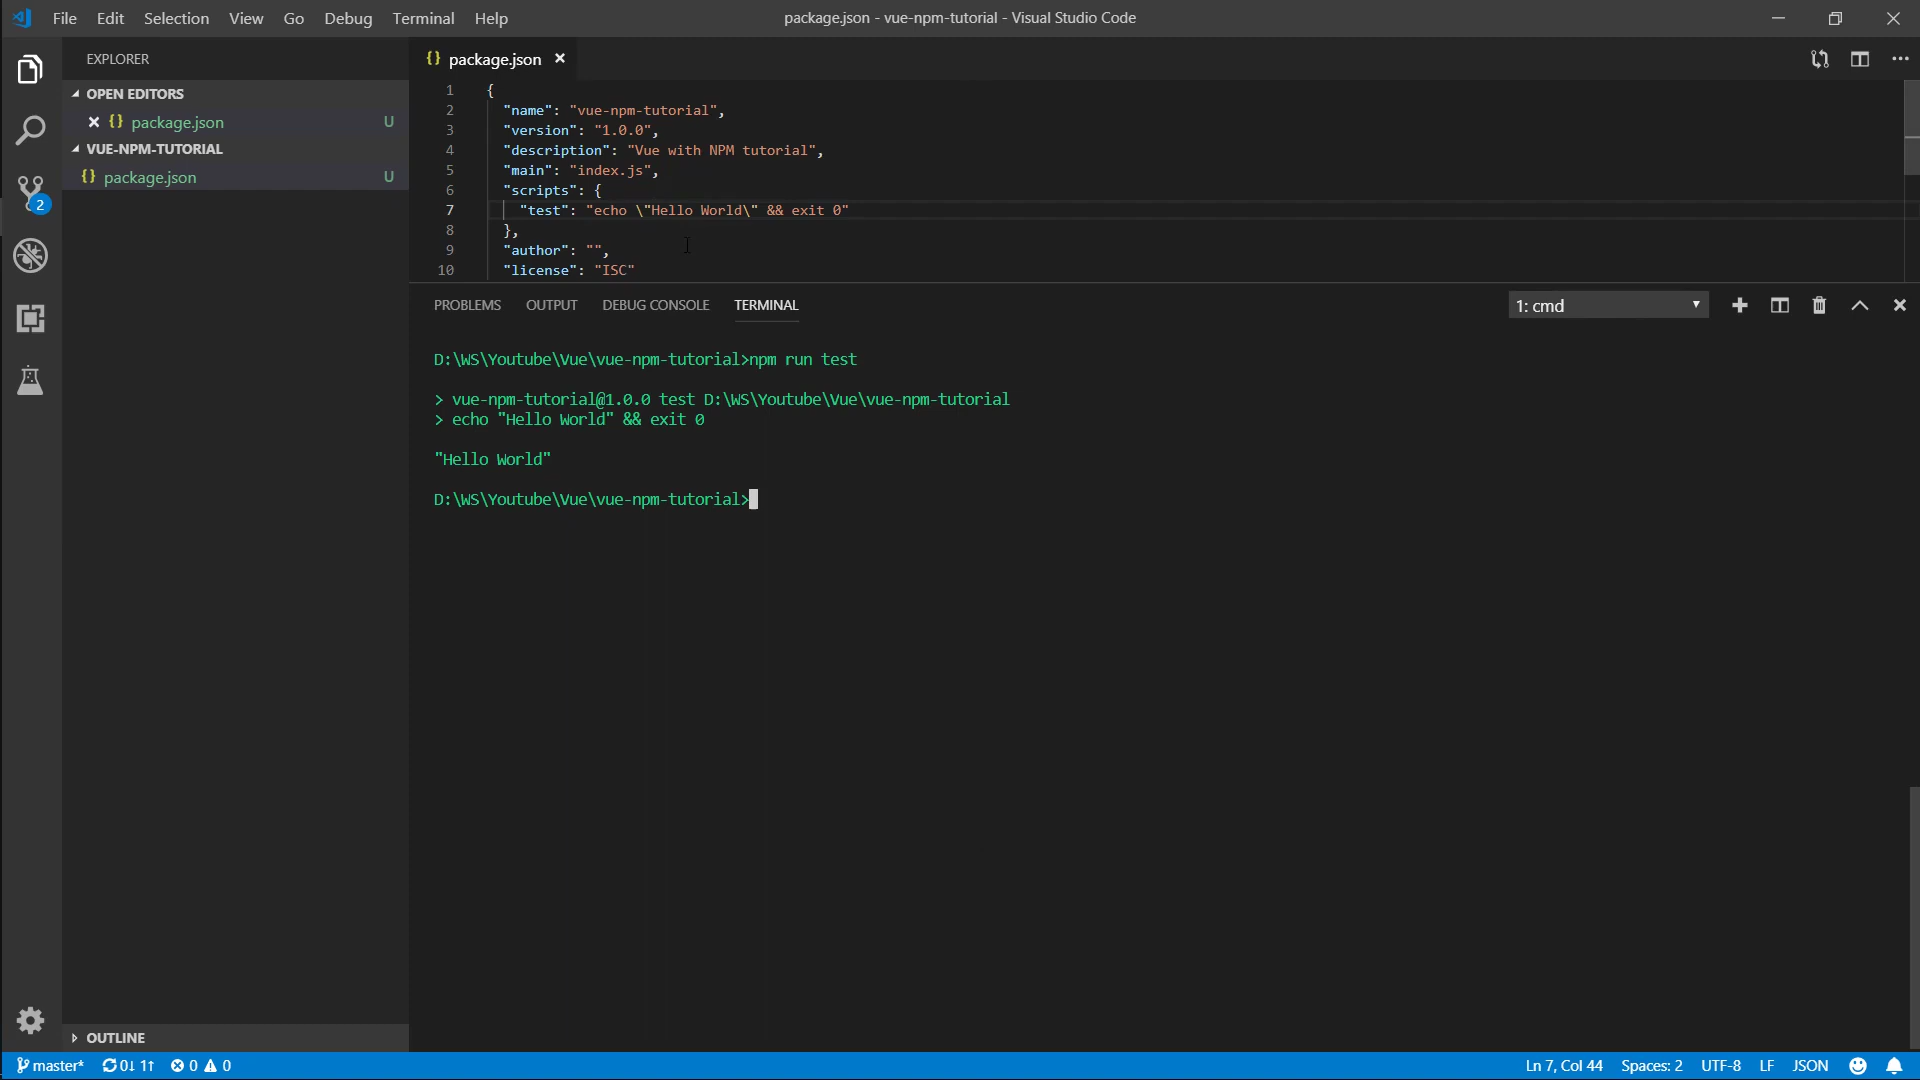 File Edit Selection View Go Debug Terminal Help
package.json - vue-npm-tutorial - Visual Studio Code
EXPLORER
OPEN EDITORS
{} package.json U
VUE-NPM-TUTORIAL
{} package.json U
2
OUTLINE
{} package.json
1 {
2 "name": "vue-npm-tutorial",
3 "version": "1.0.0",
4 "description": "Vue with NPM tutorial",
5 "main": "index.js",
6 "scripts": {
7 "test": "echo \"Hello World\" && exit 0"
8 },
9 "author": "",
10 "license": "ISC"
PROBLEMS OUTPUT DEBUG CONSOLE TERMINAL
1: cmd
D:\WS\Youtube\Vue\vue-npm-tutorial>npm run test
> vue-npm-tutorial@1.0.0 test D:\WS\Youtube\Vue\vue-npm-tutorial
> echo "Hello World" && exit 0
"Hello World"
D:\WS\Youtube\Vue\vue-npm-tutorial>
master* 0↓ 1↑ 0 0
Ln 7, Col 44 Spaces: 2 UTF-8 LF JSON